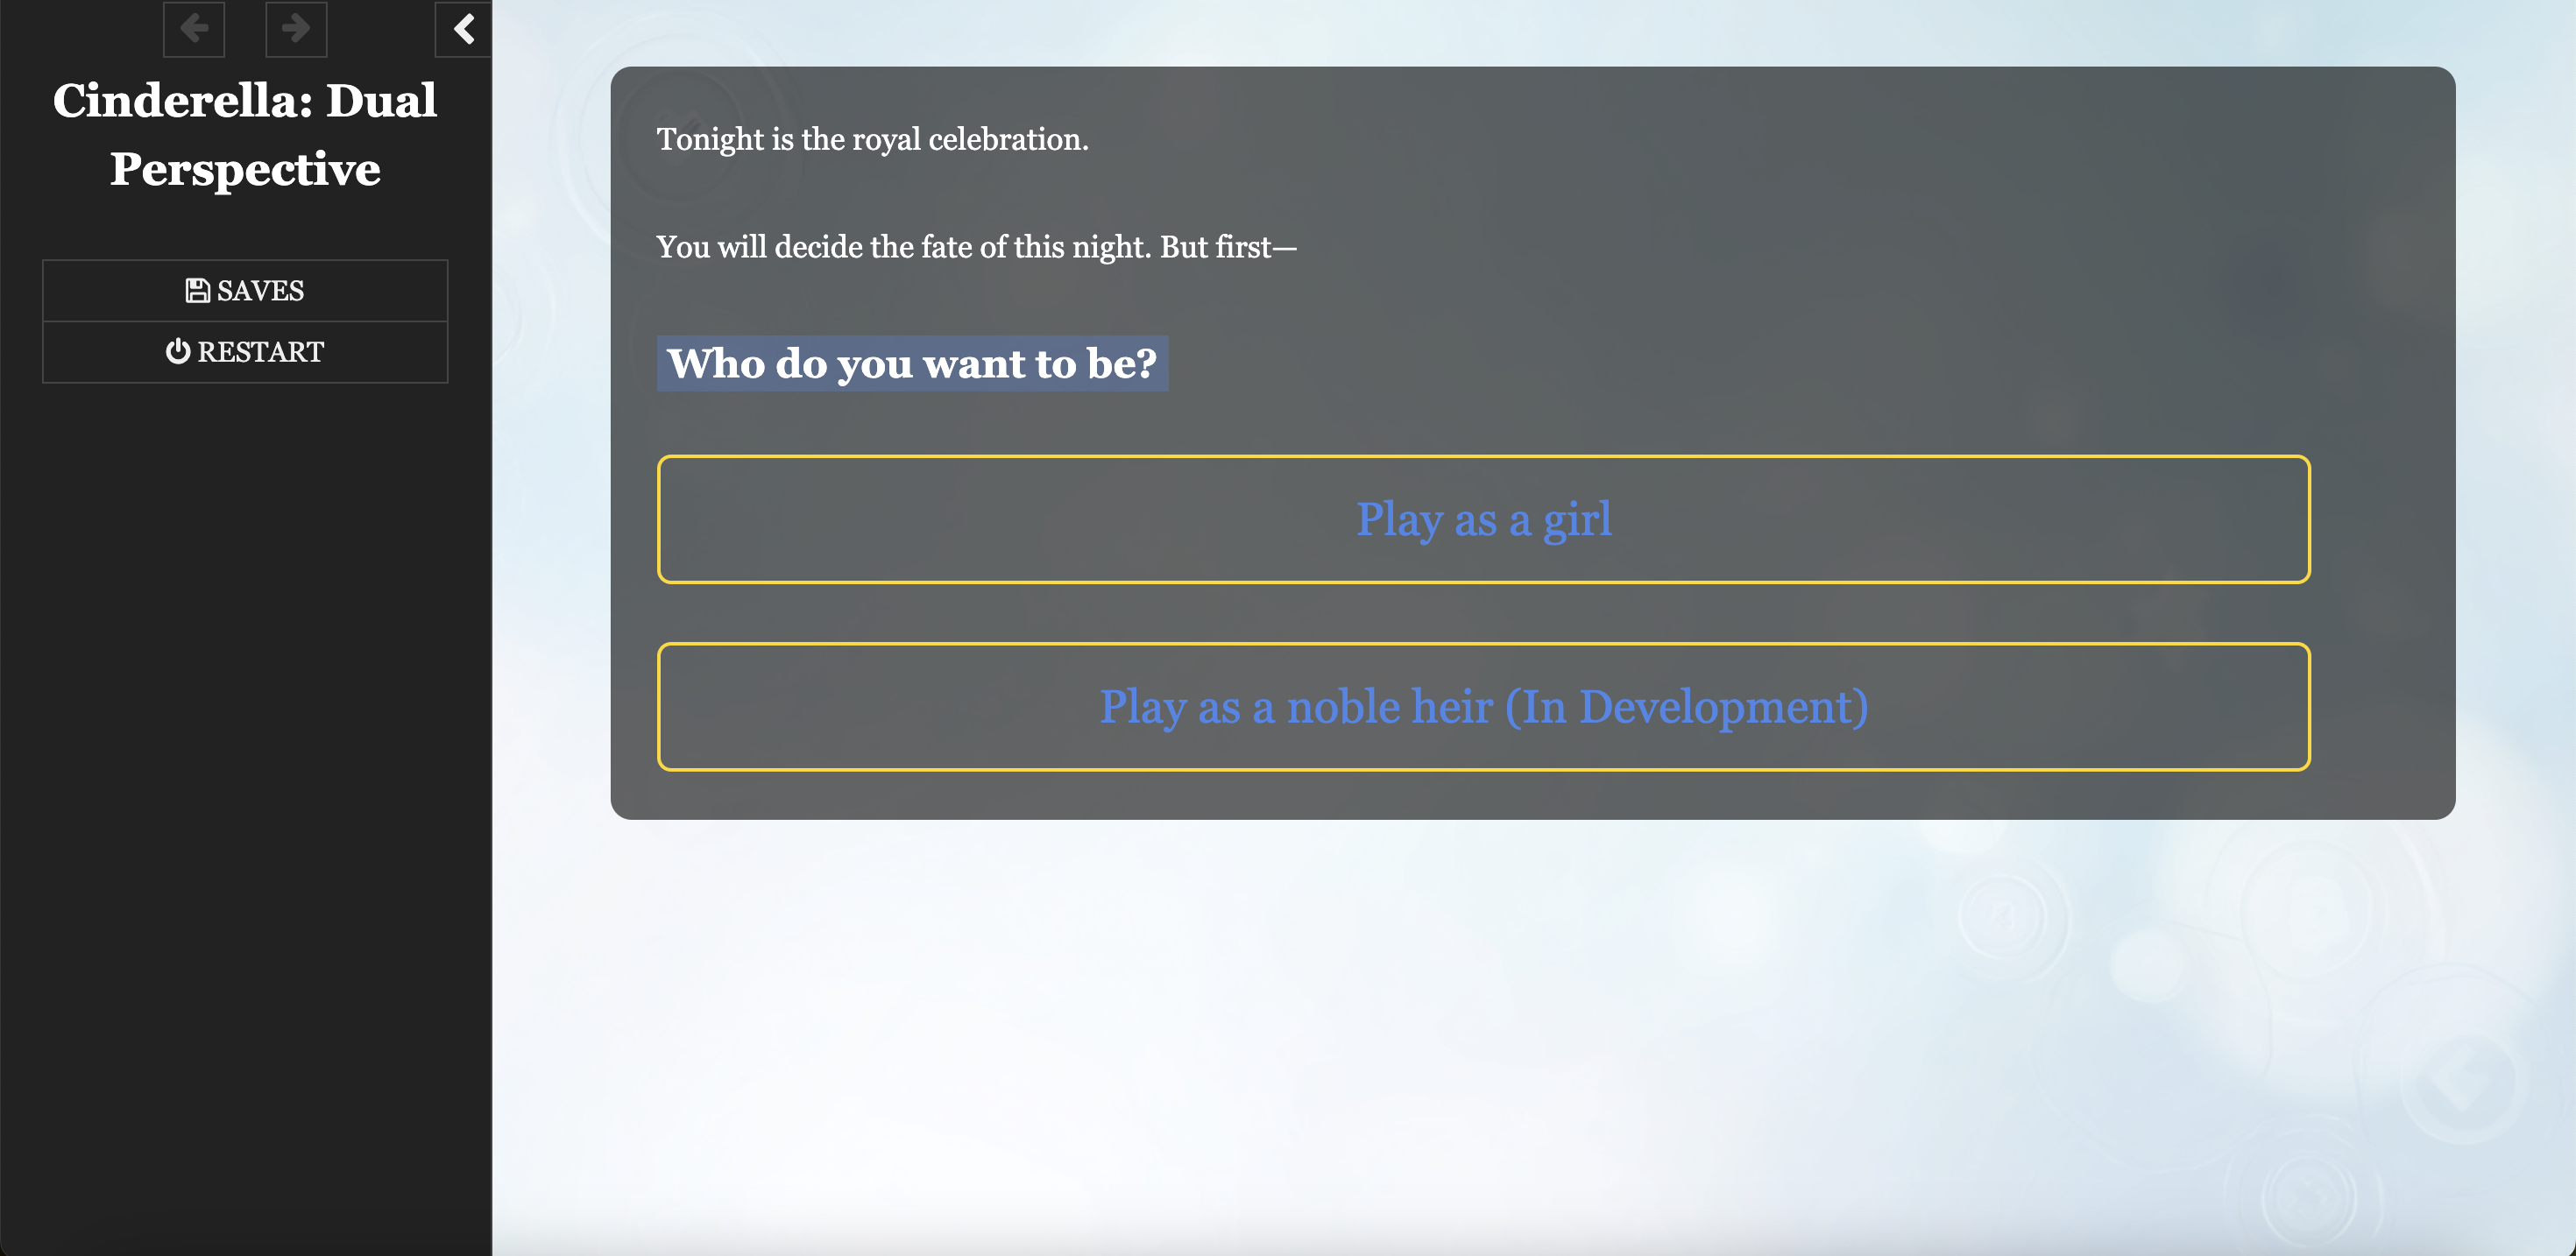 Cinderella: Dual
Perspective
SAVES
RESTART
Tonight is the royal celebration.
You will decide the fate of this night. But first—
Who do you want to be?
Play as a girl
Play as a noble heir (In Development)